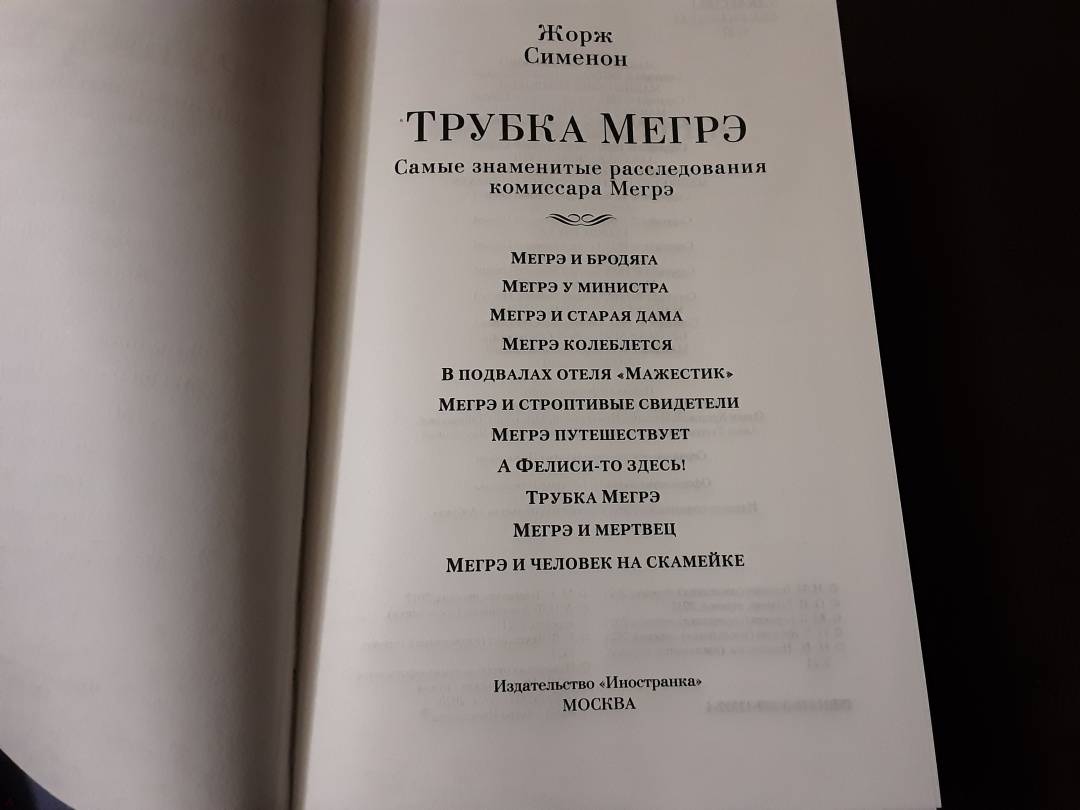 Жорж
Сименон
Трубка Мегрэ
Самые знаменитые расследования
комиссара Мегрэ
Мегрэ и бродяга
Мегрэ у министра
Мегрэ и старая дама
Мегрэ колеблется
В подвалах отеля «Мажестик»
Мегрэ и строптивые свидетели
Мегрэ путешествует
А Фелиси-то здесь!
Трубка Мегрэ
Мегрэ и мертвец
Мегрэ и человек на скамейке
Издательство «Иностранка»
МОСКВА